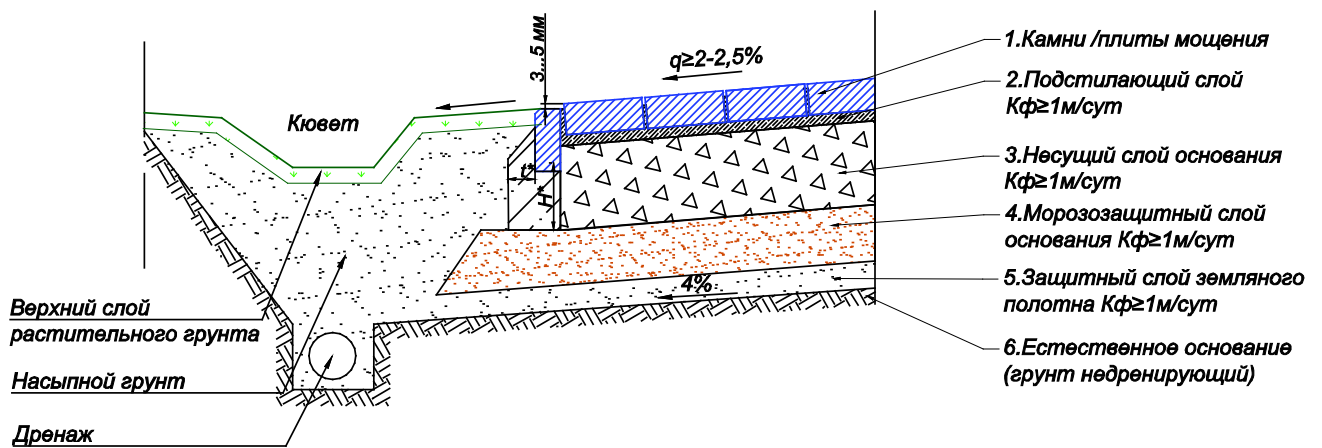 3...5 мм
q≥2-2,5%
Кювет
t*
H*
4%
1.Камни /плиты мощения
2.Подстилающий слой
Кф≥1м/сут
3.Несущий слой основания
Кф≥1м/сут
4.Морозозащитный слой
основания Кф≥1м/сут
5.Защитный слой земляного
полотна Кф≥1м/сут
6.Естественное основание
(грунт недренирующий)
Верхний слой
растительного грунта
Насыпной грунт
Дренаж